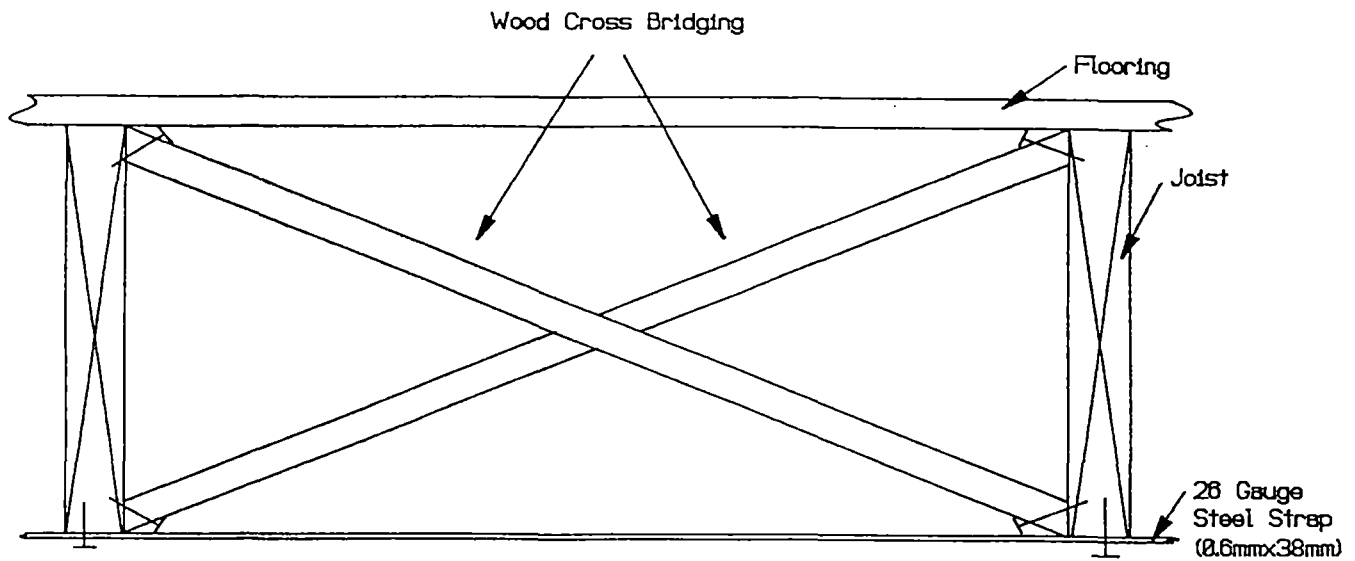 Wood Cross Bridging
Flooring
Joist
26 Gauge
Steel Strap
(0.6mmx38mm)